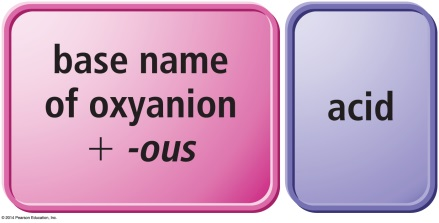 base name
of oxyanion
+ -ous
acid
© 2014 Pearson Education, Inc.